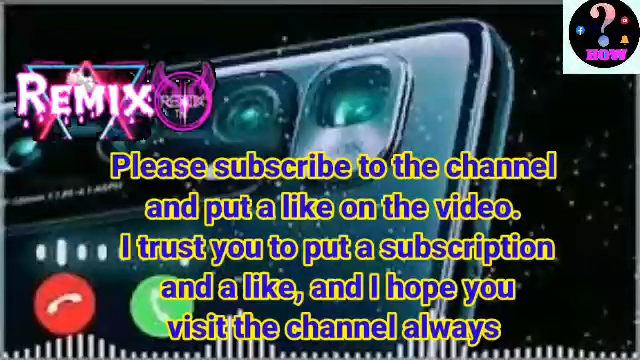 HOW
REMIX
REMIX
Please subscribe to the channel
and put a like on the video.
I trust you to put a subscription
and a like, and I hope you
visit the channel always